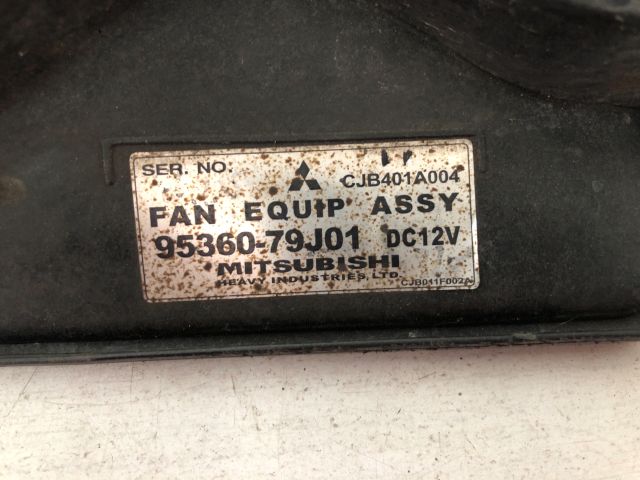 SER. NO:
CJB401A004
FAN EQUIP ASSY
95360-79J01 DC12V
MITSUBISHI
HEAVY INDUSTRIES, LTD.
CJB011F002A